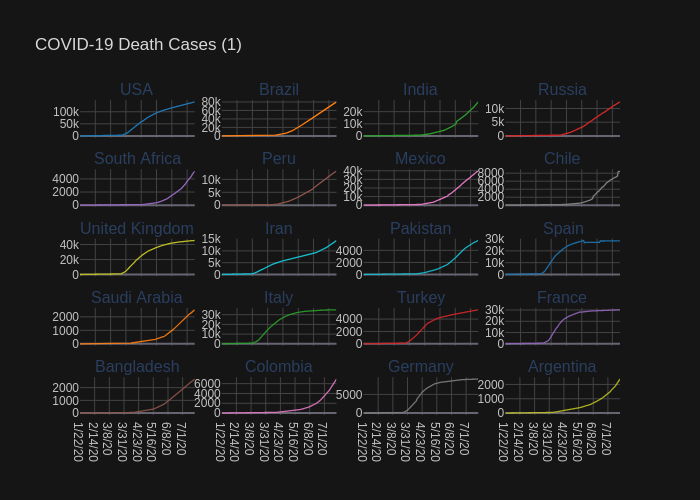 COVID-19 Death Cases (1)
USA
Brazil
India
Russia
100k
50k
0
80k
60k
40k
20k
0
20k
10k
0
10k
5k
0
South Africa
Peru
Mexico
Chile
4000
2000
0
10k
5k
0
40k
30k
20k
10k
0
8000
6000
4000
2000
0
United Kingdom
Iran
Pakistan
Spain
40k
20k
0
15k
10k
5k
0
4000
2000
0
30k
20k
10k
0
Saudi Arabia
Italy
Turkey
France
2000
1000
0
30k
20k
10k
0
4000
2000
0
30k
20k
10k
0
Bangladesh
Colombia
Germany
Argentina
2000
1000
0
6000
4000
2000
0
5000
0
2000
1000
0
1/22/20
2/14/20
3/8/20
3/31/20
4/23/20
5/16/20
6/8/20
7/1/20
1/22/20
2/14/20
3/8/20
3/31/20
4/23/20
5/16/20
6/8/20
7/1/20
1/22/20
2/14/20
3/8/20
3/31/20
4/23/20
5/16/20
6/8/20
7/1/20
1/22/20
2/14/20
3/8/20
3/31/20
4/23/20
5/16/20
6/8/20
7/1/20